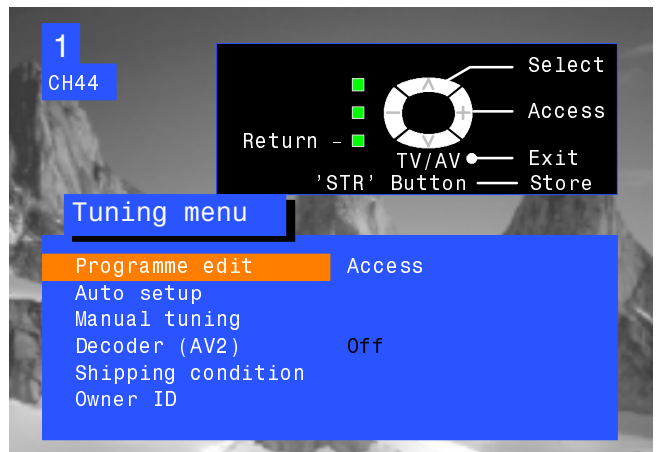 1
CH44
Select
Access
Return –
TV/AV Exit
'STR' Button Store
Tuning menu
Programme edit Access
Auto setup
Manual tuning
Decoder (AV2) Off
Shipping condition
Owner ID